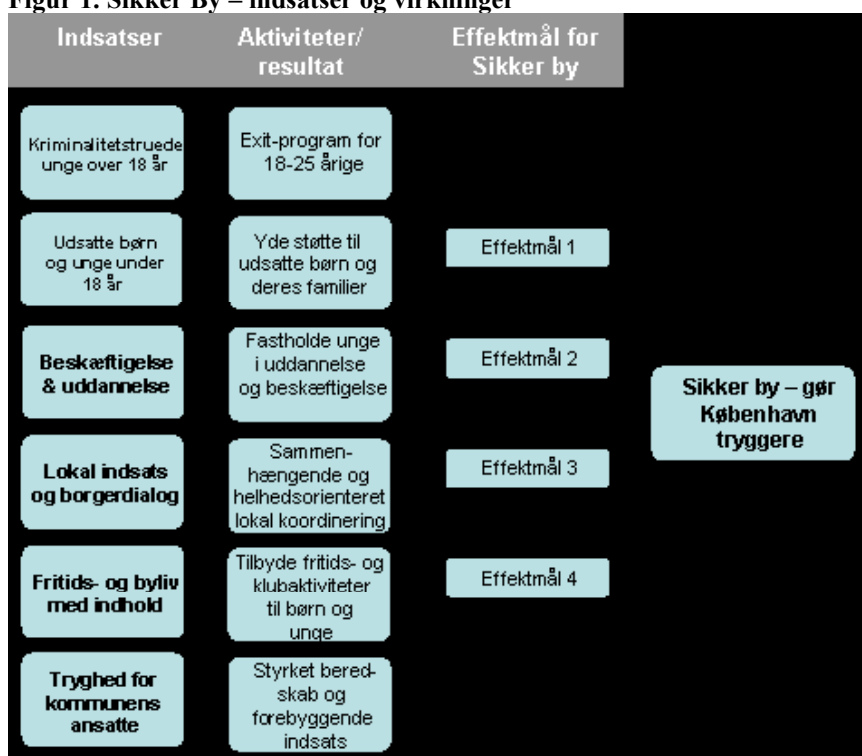 Figur 1. Sikker By – indsatser og virkninger
Indsatser
Aktiviteter/
resultat
Effektmål for
Sikker by
Kriminalitetstruede
unge over 18 år
Exit-program for
18-25 årige
Udsatte børn
og unge under
18 år
Yde støtte til
udsatte børn og
deres familier
Effektmål 1
Beskæftigelse
& uddannelse
Fastholde unge
i uddannelse
og beskæftigelse
Effektmål 2
Sikker by – gør
København
tryggere
Lokal indsats
og borgerdialog
Sammen-
hængende og
helhedsorienteret
lokal koordinering
Effektmål 3
Fritids- og byliv
med indhold
Tilbyde fritids- og
klubaktiviteter
til børn og
unge
Effektmål 4
Tryghed for
kommunens
ansatte
Styrket bered-
skab og
forebyggende
indsats